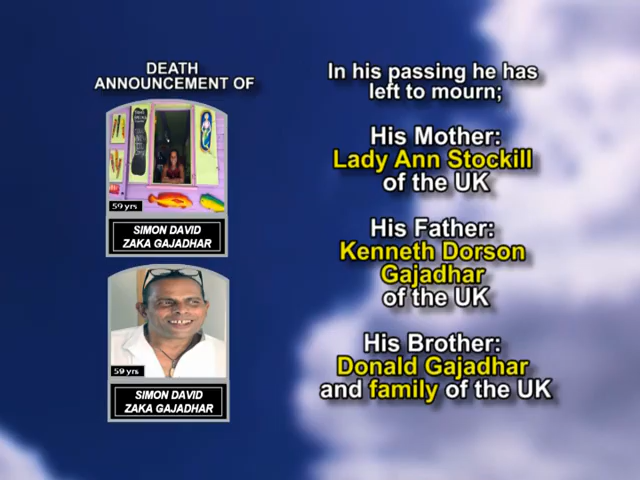 DEATH
ANNOUNCEMENT OF
59 yrs
SIMON DAVID
ZAKA GAJADHAR
59 yrs
SIMON DAVID
ZAKA GAJADHAR
In his passing he has
left to mourn;
His Mother:
Lady Ann Stockill
of the UK
His Father:
Kenneth Dorson
Gajadhar
of the UK
His Brother:
Donald Gajadhar
and family of the UK